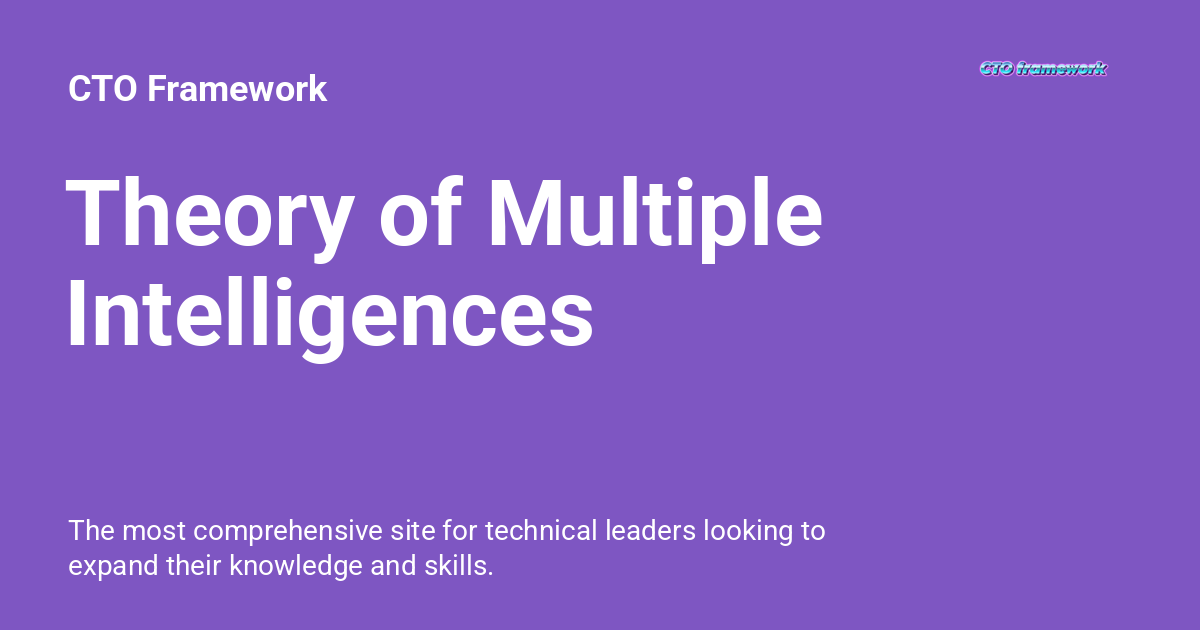 CTO Framework
CTO framework
Theory of Multiple
Intelligences
The most comprehensive site for technical leaders looking to
expand their knowledge and skills.